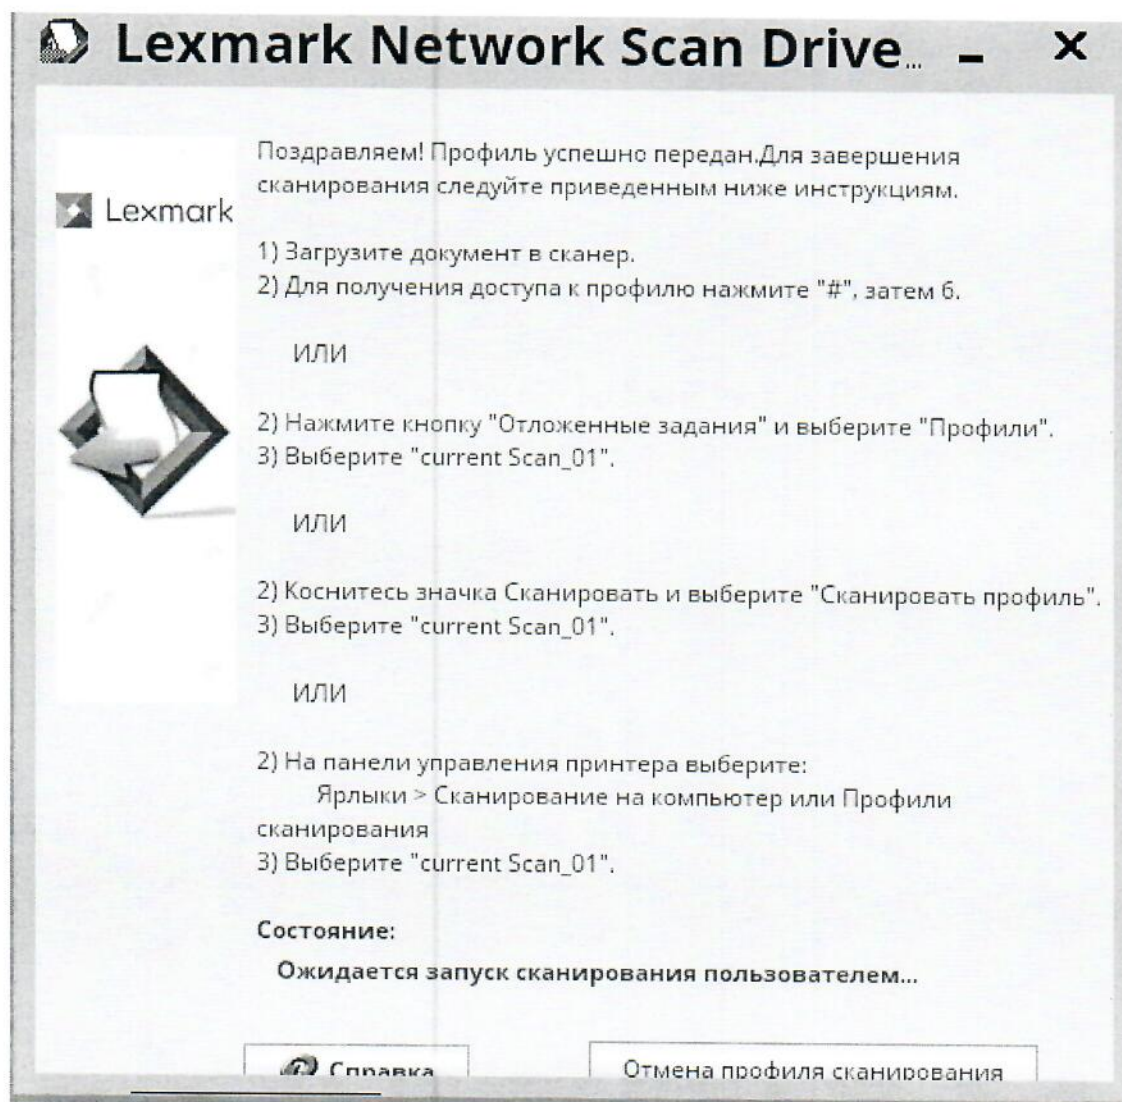 Lexmark Network Scan Drive...
Поздравляем! Профиль успешно передан.Для завершения
сканирования следуйте приведенным ниже инструкциям.
Lexmark
1) Загрузите документ в сканер.
2) Для получения доступа к профилю нажмите "#", затем 6.
ИЛИ
2) Нажмите кнопку "Отложенные задания" и выберите "Профили".
3) Выберите "current Scan_01".
ИЛИ
2) Коснитесь значка Сканировать и выберите "Сканировать профиль".
3) Выберите "current Scan_01".
ИЛИ
2) На панели управления принтера выберите:
Ярлыки > Сканирование на компьютер или Профили
сканирования
3) Выберите "current Scan_01".
Состояние:
Ожидается запуск сканирования пользователем...
Справка
Отмена профиля сканирования